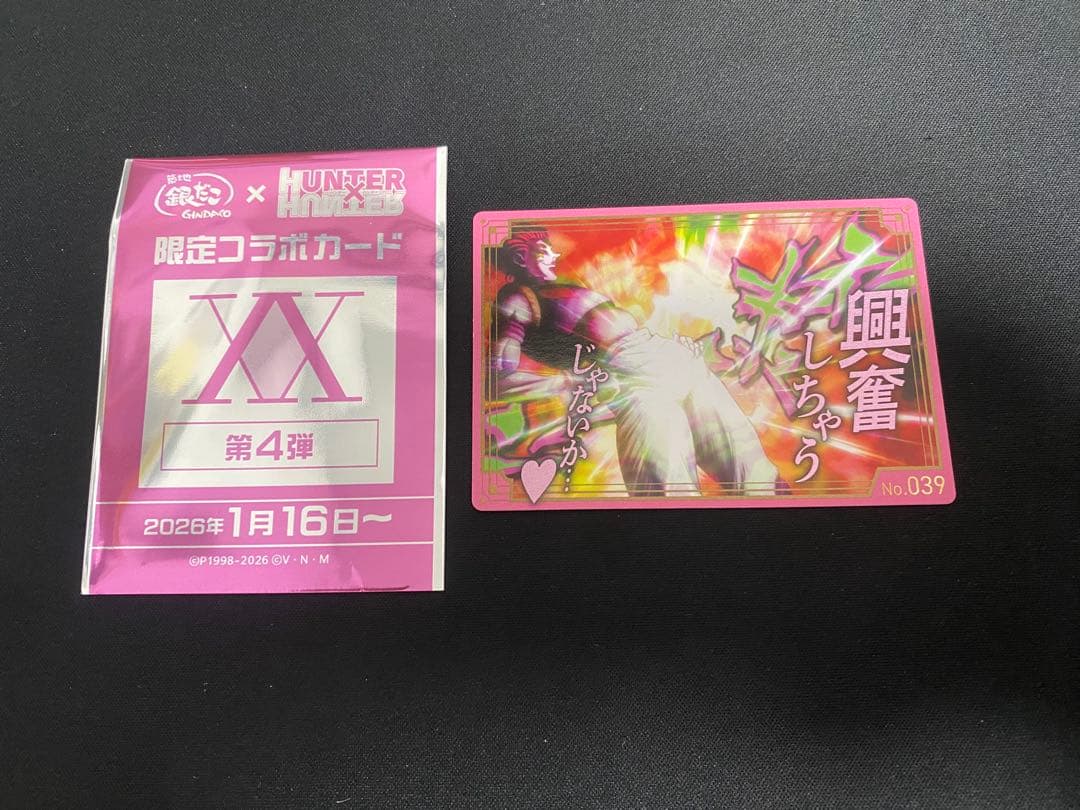 築地
銀だこ
GINDACO
×
HUNTER
HUNTER
限定コラボカード
XX
第4弾
2026年1月16日～
©P1998-2026 ©V・N・M
興奮
しちゃう
じゃないか…♥
No.039